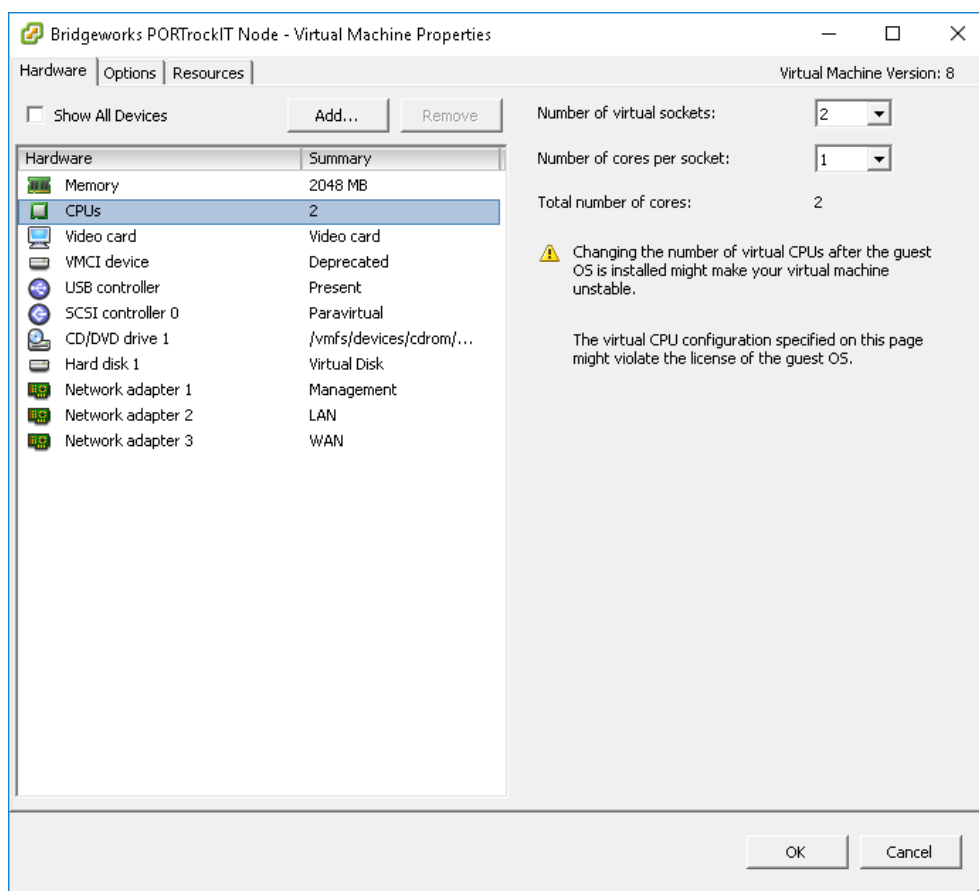 Bridgeworks PORTrockIT Node - Virtual Machine Properties
Hardware Options Resources Virtual Machine Version: 8
Show All Devices Add... Remove
Hardware Summary
Memory 2048 MB
CPUs 2
Video card Video card
VMCI device Deprecated
USB controller Present
SCSI controller 0 Paravirtual
CD/DVD drive 1 /vmfs/devices/cdrom/...
Hard disk 1 Virtual Disk
Network adapter 1 Management
Network adapter 2 LAN
Network adapter 3 WAN
Number of virtual sockets: 2
Number of cores per socket: 1
Total number of cores: 2
Changing the number of virtual CPUs after the guest
OS is installed might make your virtual machine
unstable.
The virtual CPU configuration specified on this page
might violate the license of the guest OS.
OK Cancel